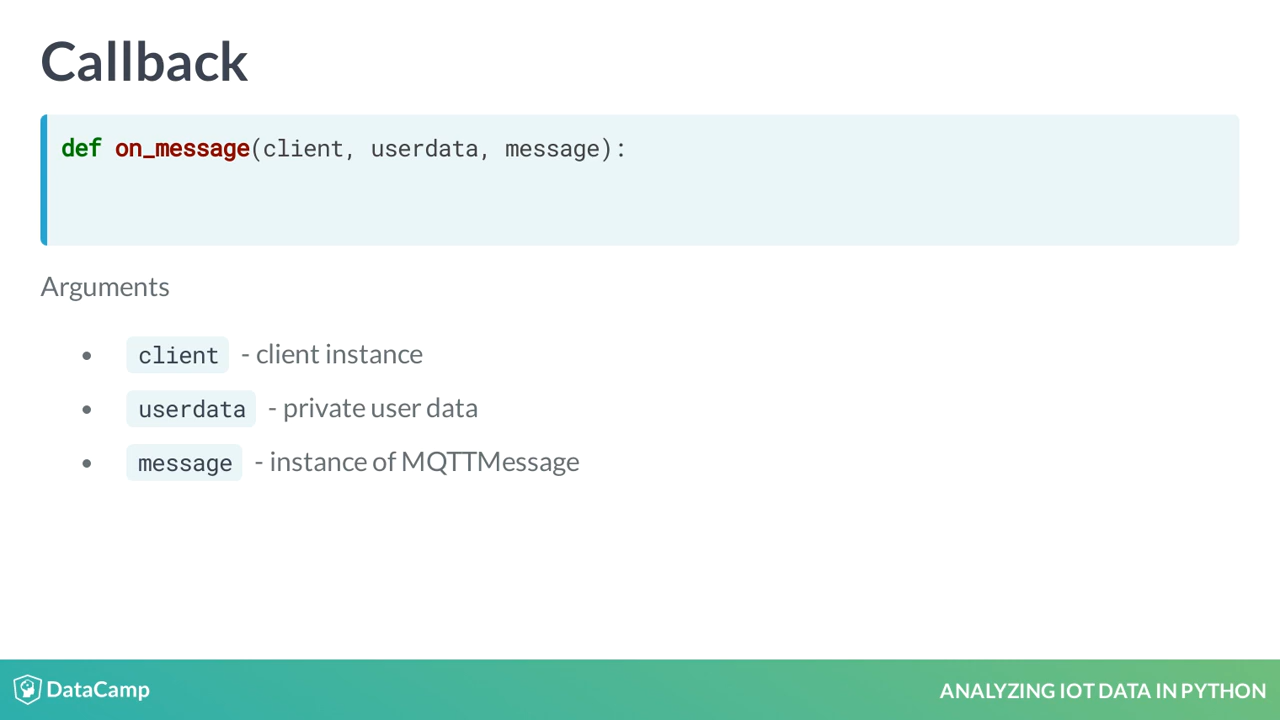 Callback
def on_message(client, userdata, message):
Arguments
• client - client instance
• userdata - private user data
• message - instance of MQTTMessage
DataCamp
ANALYZING IOT DATA IN PYTHON